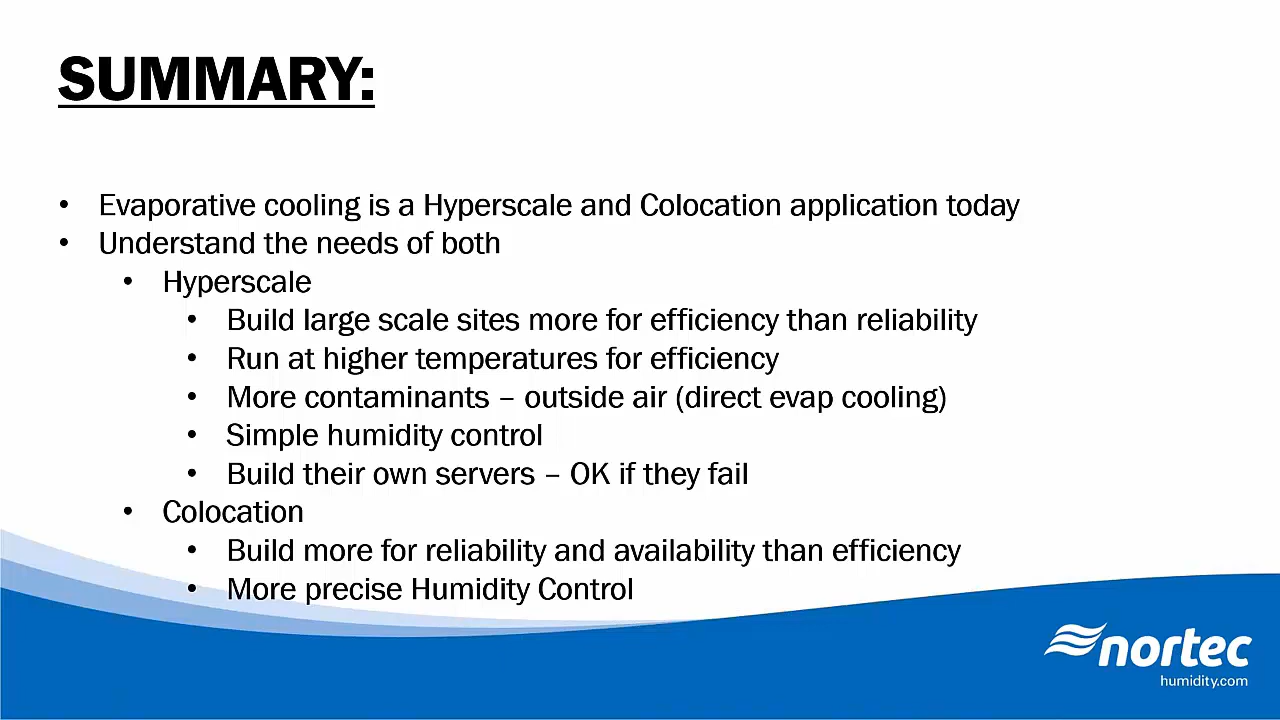 SUMMARY:
• Evaporative cooling is a Hyperscale and Colocation application today
• Understand the needs of both
• Hyperscale
• Build large scale sites more for efficiency than reliability
• Run at higher temperatures for efficiency
• More contaminants – outside air (direct evap cooling)
• Simple humidity control
• Build their own servers – OK if they fail
• Colocation
• Build more for reliability and availability than efficiency
• More precise Humidity Control
nortec
humidity.com